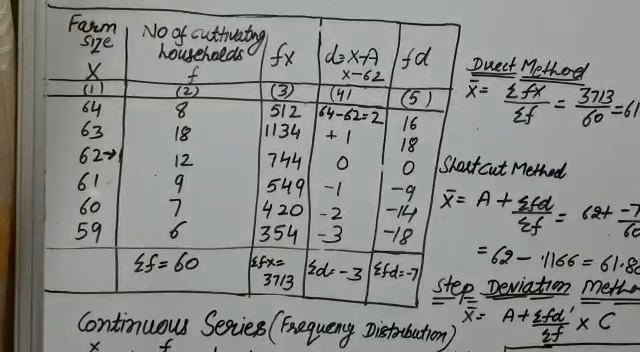 Farm size X No of cultivating households f fx d=X-A x-62 fd
(1) (2) (3) (4) (5)
64 8 512 64-62=2 16
63 18 1134 +1 18
62→ 12 744 0 0
61 9 549 -1 -9
60 7 420 -2 -14
59 6 354 -3 -18
Σf=60 Σfx=3713 Σd=-3 Σfd=-7
Direct Method
X̄ = Σfx/Σf = 3713/60 = 61
Short Cut Method
X̄ = A + Σfd/Σf = 62+ -7/60
= 62 - .1166 = 61.8
Step Deviation Metho
X̄ = A + Σfd'/Σf × C
Continuous Series (Frequency Distribution)
x f